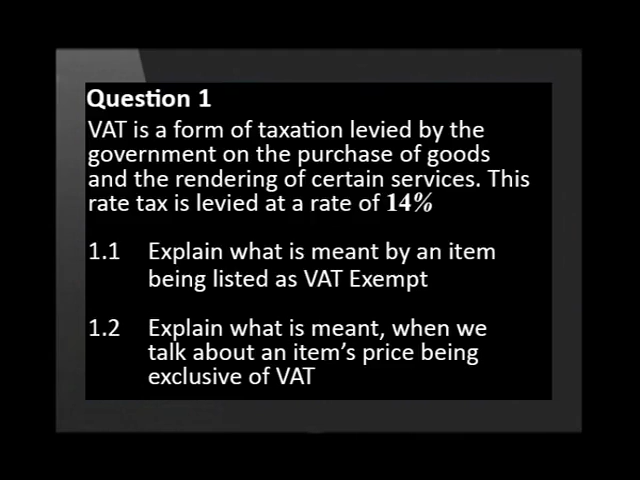 Question 1
VAT is a form of taxation levied by the
government on the purchase of goods
and the rendering of certain services. This
rate tax is levied at a rate of 14%
1.1 Explain what is meant by an item
being listed as VAT Exempt
1.2 Explain what is meant, when we
talk about an item's price being
exclusive of VAT